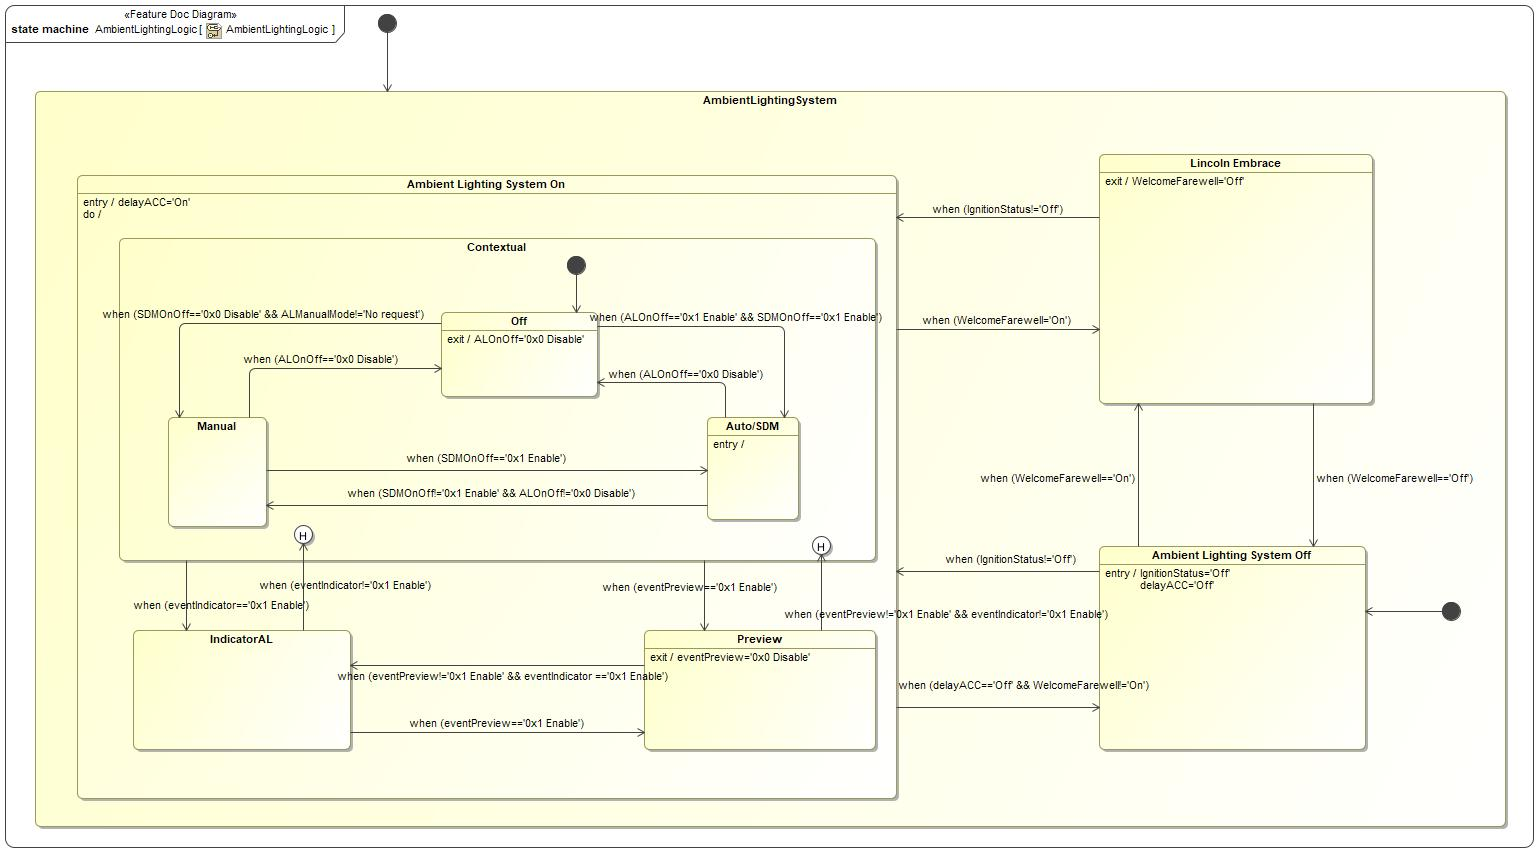 «Feature Doc Diagram»
state machine AmbientLightingLogic [ AmbientLightingLogic ]
AmbientLightingSystem
Lincoln Embrace
exit / WelcomeFarewell='Off'
Ambient Lighting System On
entry / delayACC='On'
do /
when (IgnitionStatus!='Off')
Contextual
when (SDMOnOff=='0x0 Disable' && ALManualMode!='No request')
Off
exit / ALOnOff='0x0 Disable'
when (ALOnOff=='0x1 Enable' && SDMOnOff=='0x1 Enable')
when (WelcomeFarewell='On')
when (ALOnOff=='0x0 Disable')
when (ALOnOff=='0x0 Disable')
Manual
Auto/SDM
entry /
when (SDMOnOff=='0x1 Enable')
when (SDMOnOff!='0x1 Enable' && ALOnOff!='0x0 Disable')
when (WelcomeFarewell=='On')
when (WelcomeFarewell=='Off')
H
H
when (IgnitionStatus!='Off')
Ambient Lighting System Off
entry / IgnitionStatus='Off'
delayACC='Off'
when (eventIndicator!='0x1 Enable')
when (eventPreview=='0x1 Enable')
when (eventIndicator=='0x1 Enable')
when (eventPreview!='0x1 Enable' && eventIndicator!='0x1 Enable')
IndicatorAL
Preview
exit / eventPreview='0x0 Disable'
when (eventPreview!='0x1 Enable' && eventIndicator =='0x1 Enable')
when (delayACC=='Off' && WelcomeFarewell!='On')
when (eventPreview=='0x1 Enable')